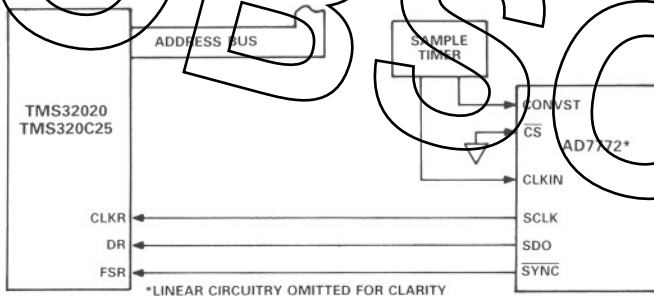 ADDRESS BUS
SAMPLE
TIMER
TMS32020
TMS320C25
CONVST
CS
AD7772*
CLKIN
CLKR
SCLK
DR
SDO
FSR
SYNC
*LINEAR CIRCUITRY OMITTED FOR CLARITY